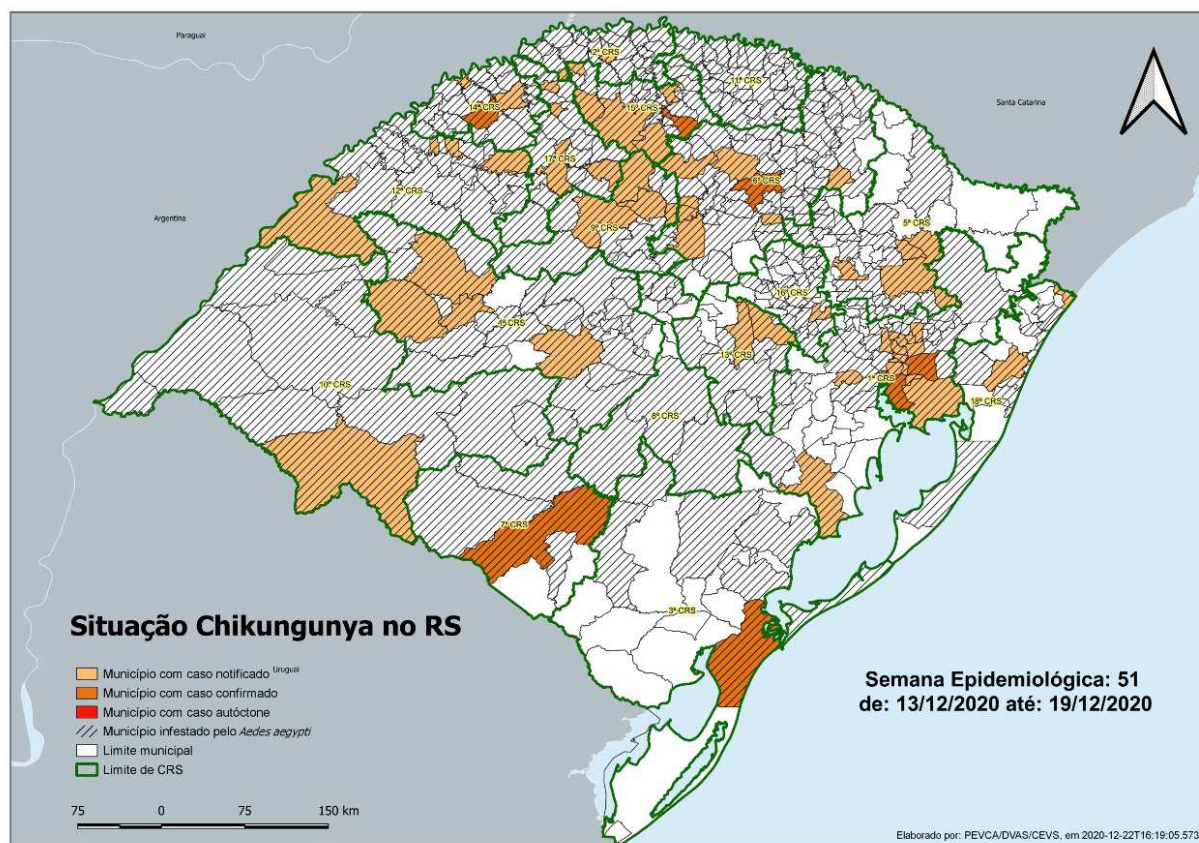 Paraguai
Santa Catarina
Argentina
2ª CRS
11ª CRS
14ª CRS
15ª CRS
17ª CRS
6ª CRS
12ª CRS
9ª CRS
5ª CRS
16ª CRS
4ª CRS
13ª CRS
10ª CRS
1ª CRS
18ª CRS
8ª CRS
7ª CRS
3ª CRS
Situação Chikungunya no RS
Município com caso notificado
Uruguai
Município com caso confirmado
Município com caso autóctone
Município infestado pelo Aedes aegypti
Limite municipal
Limite de CRS
75 0 75 150 km
Semana Epidemiológica: 51
de: 13/12/2020 até: 19/12/2020
Elaborado por: PEVCA/DVAS/CEVS, em 2020-12-22T16:19:05.573